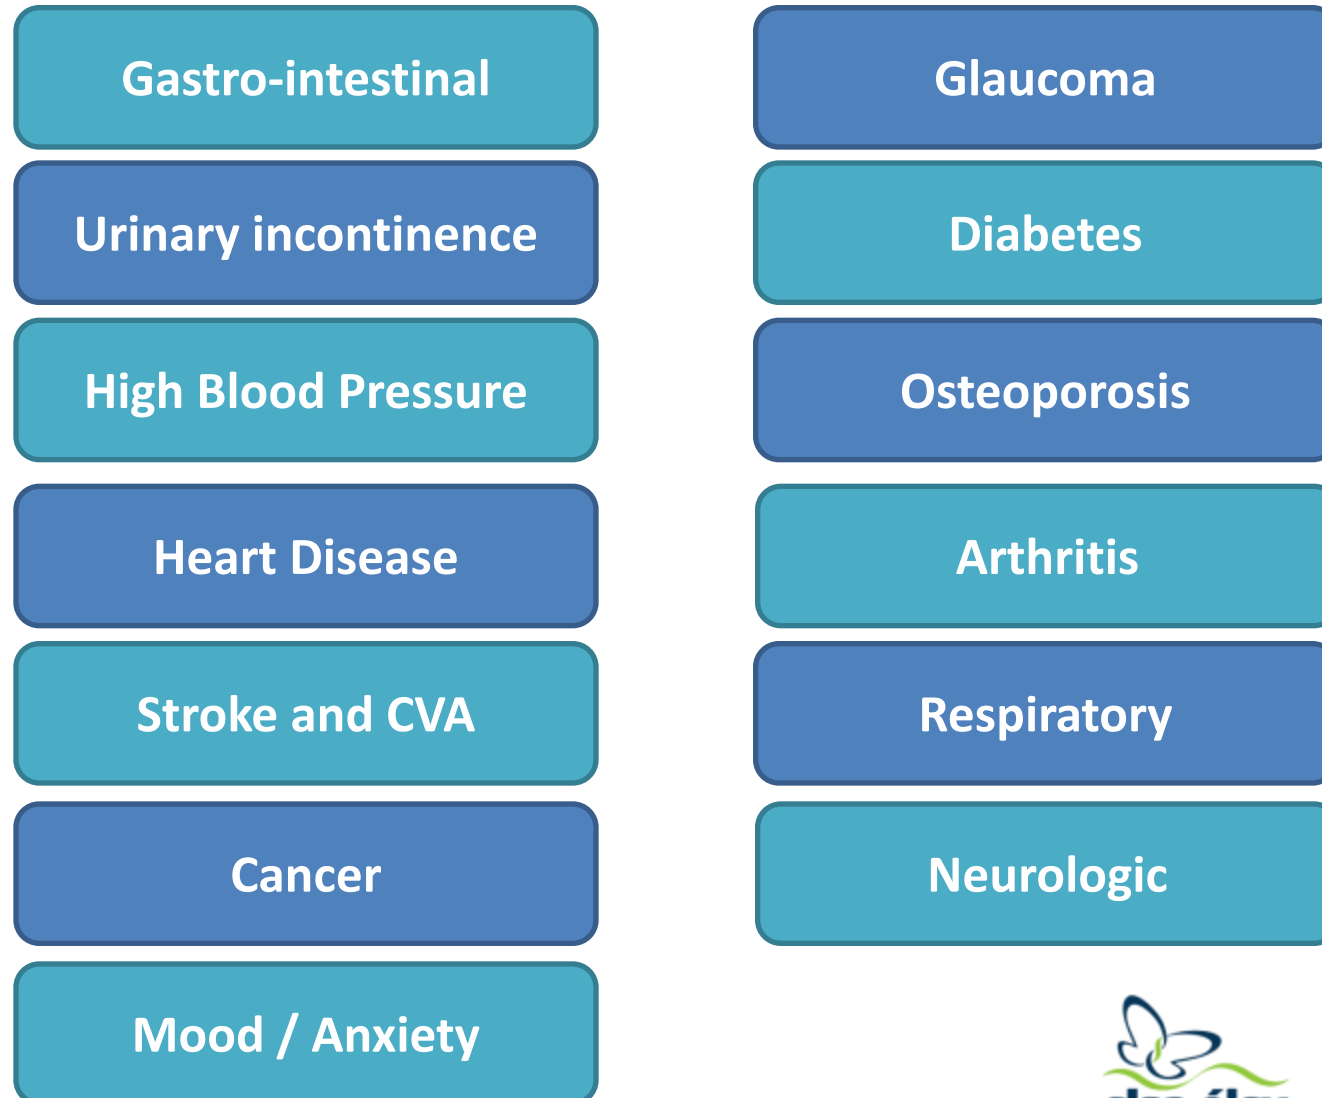 Gastro-intestinal
Urinary incontinence
High Blood Pressure
Heart Disease
Stroke and CVA
Cancer
Mood / Anxiety
Glaucoma
Diabetes
Osteoporosis
Arthritis
Respiratory
Neurologic